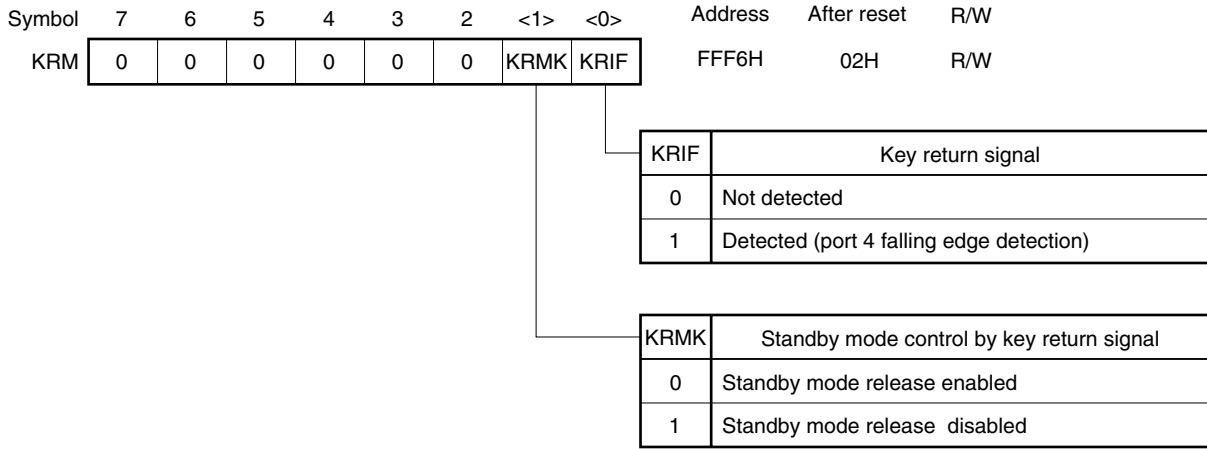 Symbol 7 6 5 4 3 2 <1> <0> Address After reset R/W
KRM 0 0 0 0 0 0 KRMK KRIF FFF6H 02H R/W
KRIF Key return signal
0 Not detected
1 Detected (port 4 falling edge detection)
KRMK Standby mode control by key return signal
0 Standby mode release enabled
1 Standby mode release disabled